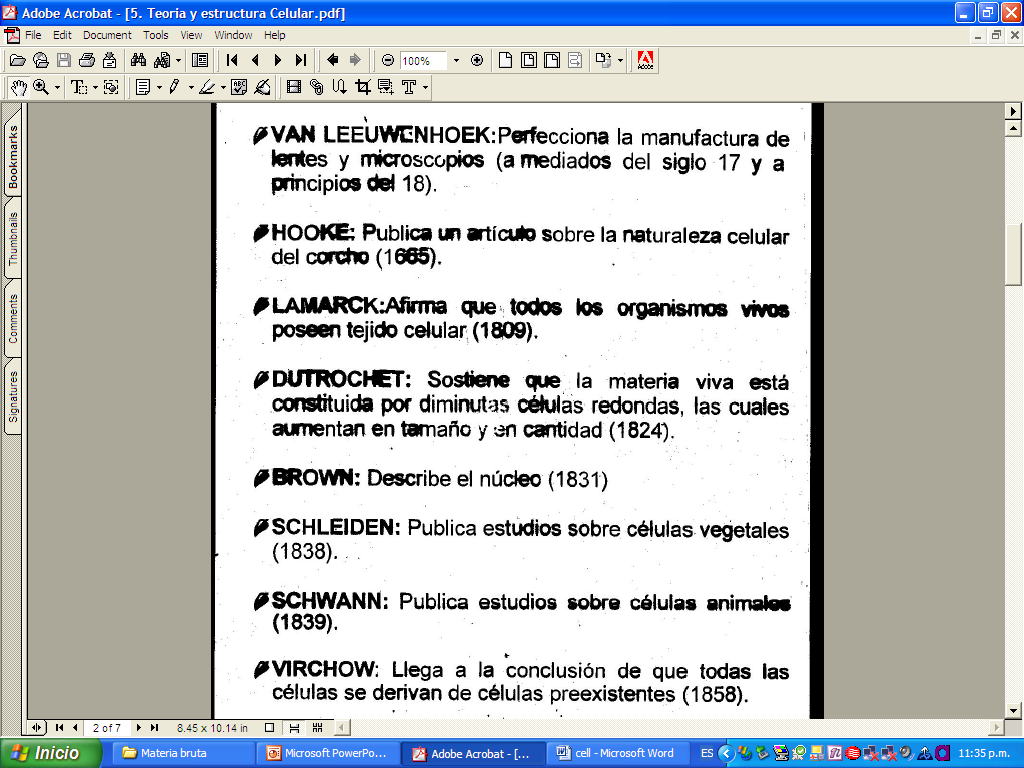 Adobe Acrobat - [5. Teoria y estructura Celular.pdf]
File Edit Document Tools View Window Help
100%
Adobe
Bookmarks
Thumbnails
Comments
Signatures
VAN LEEUWENHOEK:Perfecciona la manufactura de
lentes y microscopios (a mediados del siglo 17 y a
principios del 18).
HOOKE: Publica un artículo sobre la naturaleza celular
del corcho (1665).
LAMARCK:Afirma que todos los organismos vivos
poseen tejido celular (1809).
DUTROCHET: Sostiene que la materia viva está
constituida por diminutas células redondas, las cuales
aumentan en tamaño y en cantidad (1824).
BROWN: Describe el núcleo (1831)
SCHLEIDEN: Publica estudios sobre células vegetales
(1838).
SCHWANN: Publica estudios sobre células animales
(1839).
VIRCHOW: Llega a la conclusión de que todas las
células se derivan de células preexistentes (1858).
2 of 7 8.45 x 10.14 in
Inicio Materia bruta Microsoft PowerPo... Adobe Acrobat - [... cell - Microsoft Word ES 11:35 p.m.